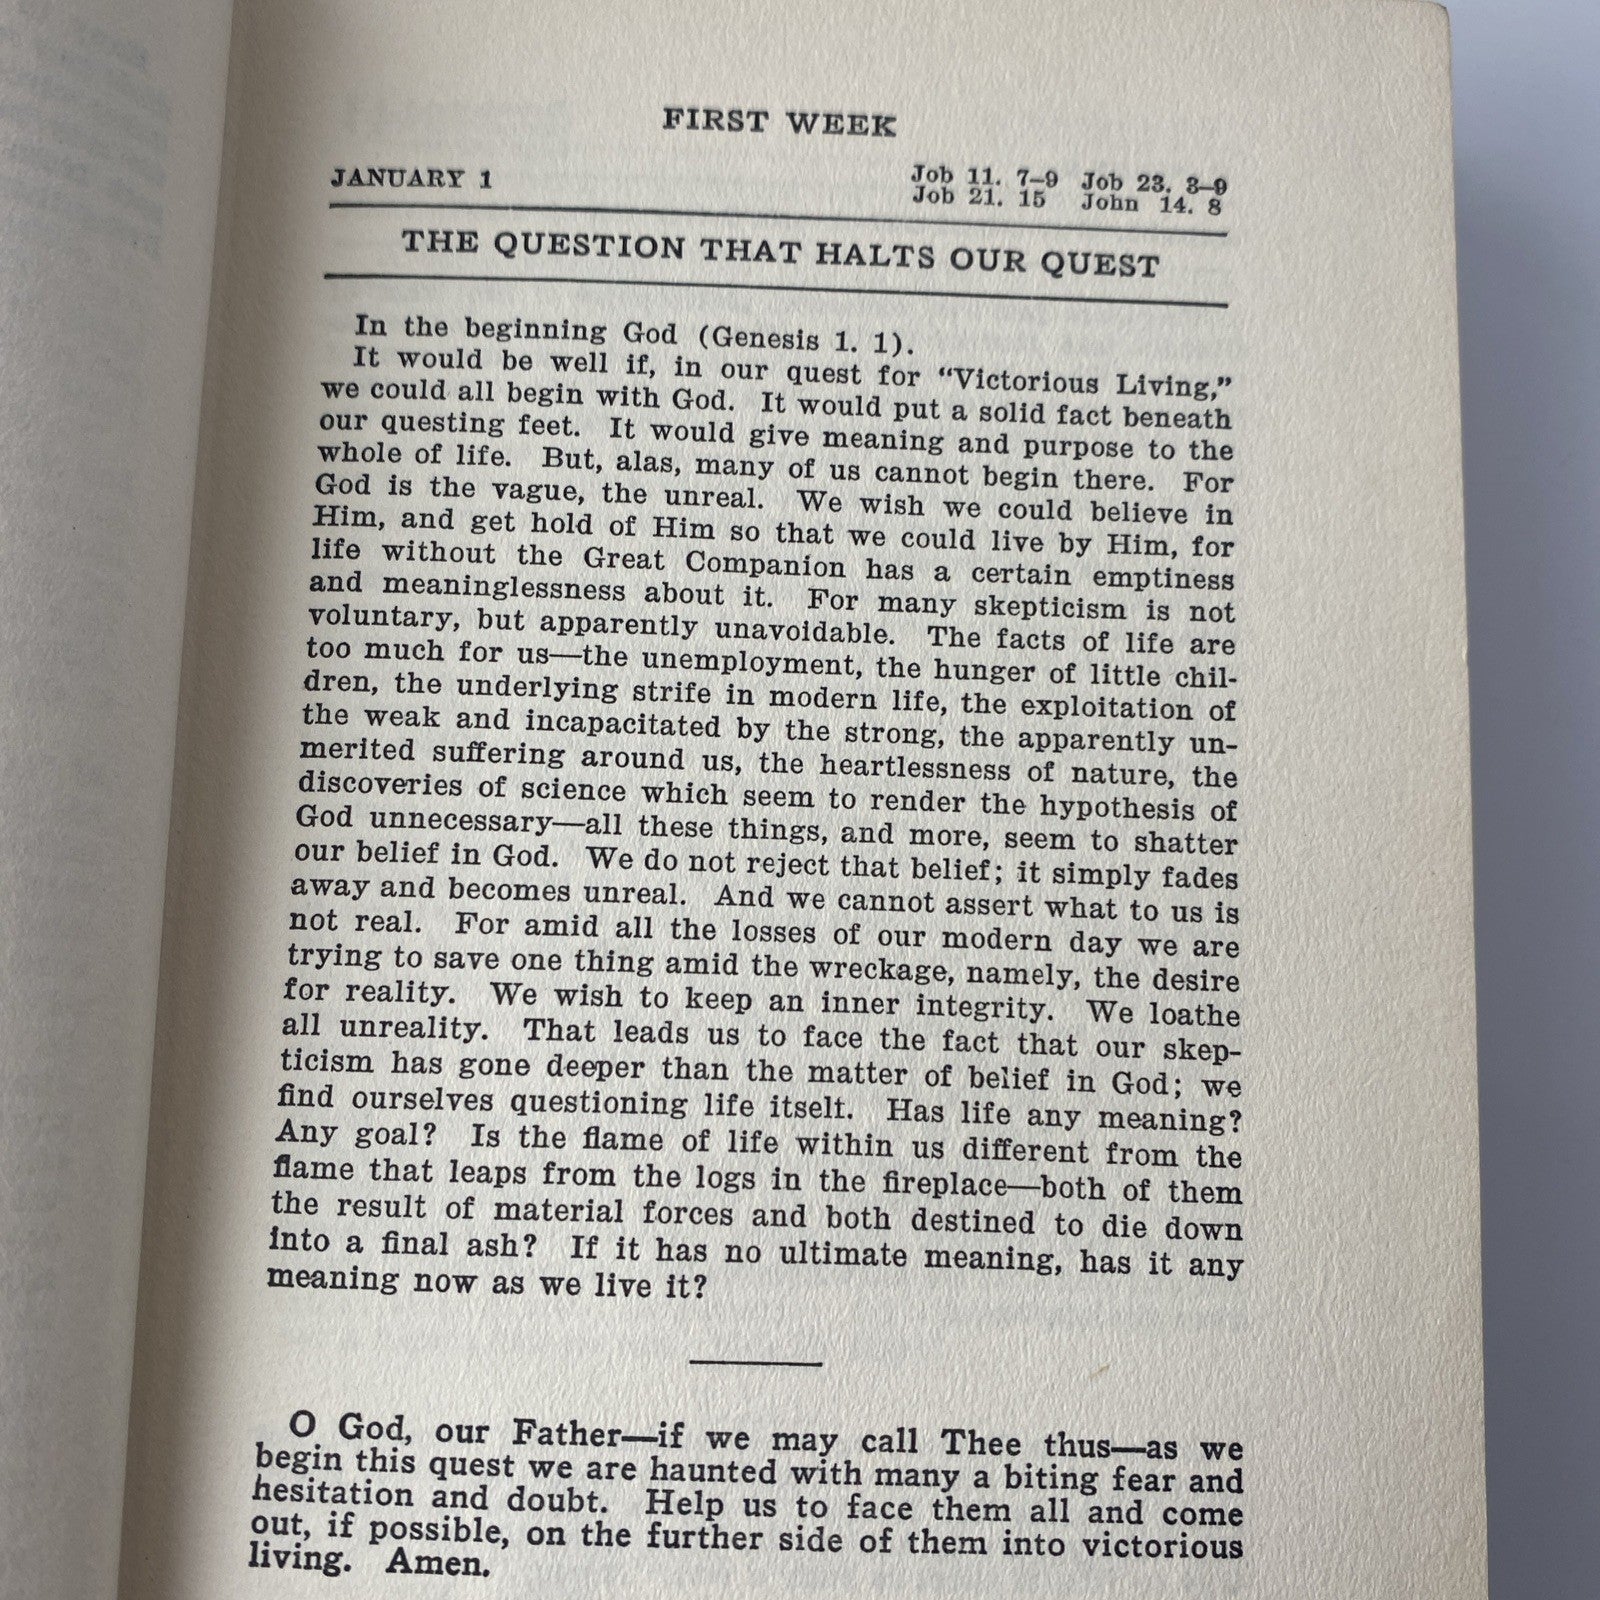 FIRST WEEK
JANUARY 1
Job 11. 7–9 Job 23. 3–9
Job 21. 15 John 14. 8
THE QUESTION THAT HALTS OUR QUEST
In the beginning God (Genesis 1. 1).
It would be well if, in our quest for “Victorious Living,”
we could all begin with God. It would put a solid fact beneath
our questing feet. It would give meaning and purpose to the
whole of life. But, alas, many of us cannot begin there. For
God is the vague, the unreal. We wish we could believe in
Him, and get hold of Him so that we could live by Him, for
life without the Great Companion has a certain emptiness
and meaninglessness about it. For many skepticism is not
voluntary, but apparently unavoidable. The facts of life are
too much for us—the unemployment, the hunger of little chil-
dren, the underlying strife in modern life, the exploitation of
the weak and incapacitated by the strong, the apparently un-
merited suffering around us, the heartlessness of nature, the
discoveries of science which seem to render the hypothesis of
God unnecessary—all these things, and more, seem to shatter
our belief in God. We do not reject that belief; it simply fades
away and becomes unreal. And we cannot assert what to us is
not real. For amid all the losses of our modern day we are
trying to save one thing amid the wreckage, namely, the desire
for reality. We wish to keep an inner integrity. We loathe
all unreality. That leads us to face the fact that our skep-
ticism has gone deeper than the matter of belief in God; we
find ourselves questioning life itselt. Has life any meaning?
Any goal? Is the flame of life within us different from the
flame that leaps from the logs in the fireplace—both of them
the result of material forces and both destined to die down
into a final ash? If it has no ultimate meaning, has it any
meaning now as we live it?
O God, our Father—if we may call Thee thus—as we
begin this quest we are haunted with many a biting fear and
hesitation and doubt. Help us to face them all and come
out, if possible, on the further side of them into victorious
living. Amen.